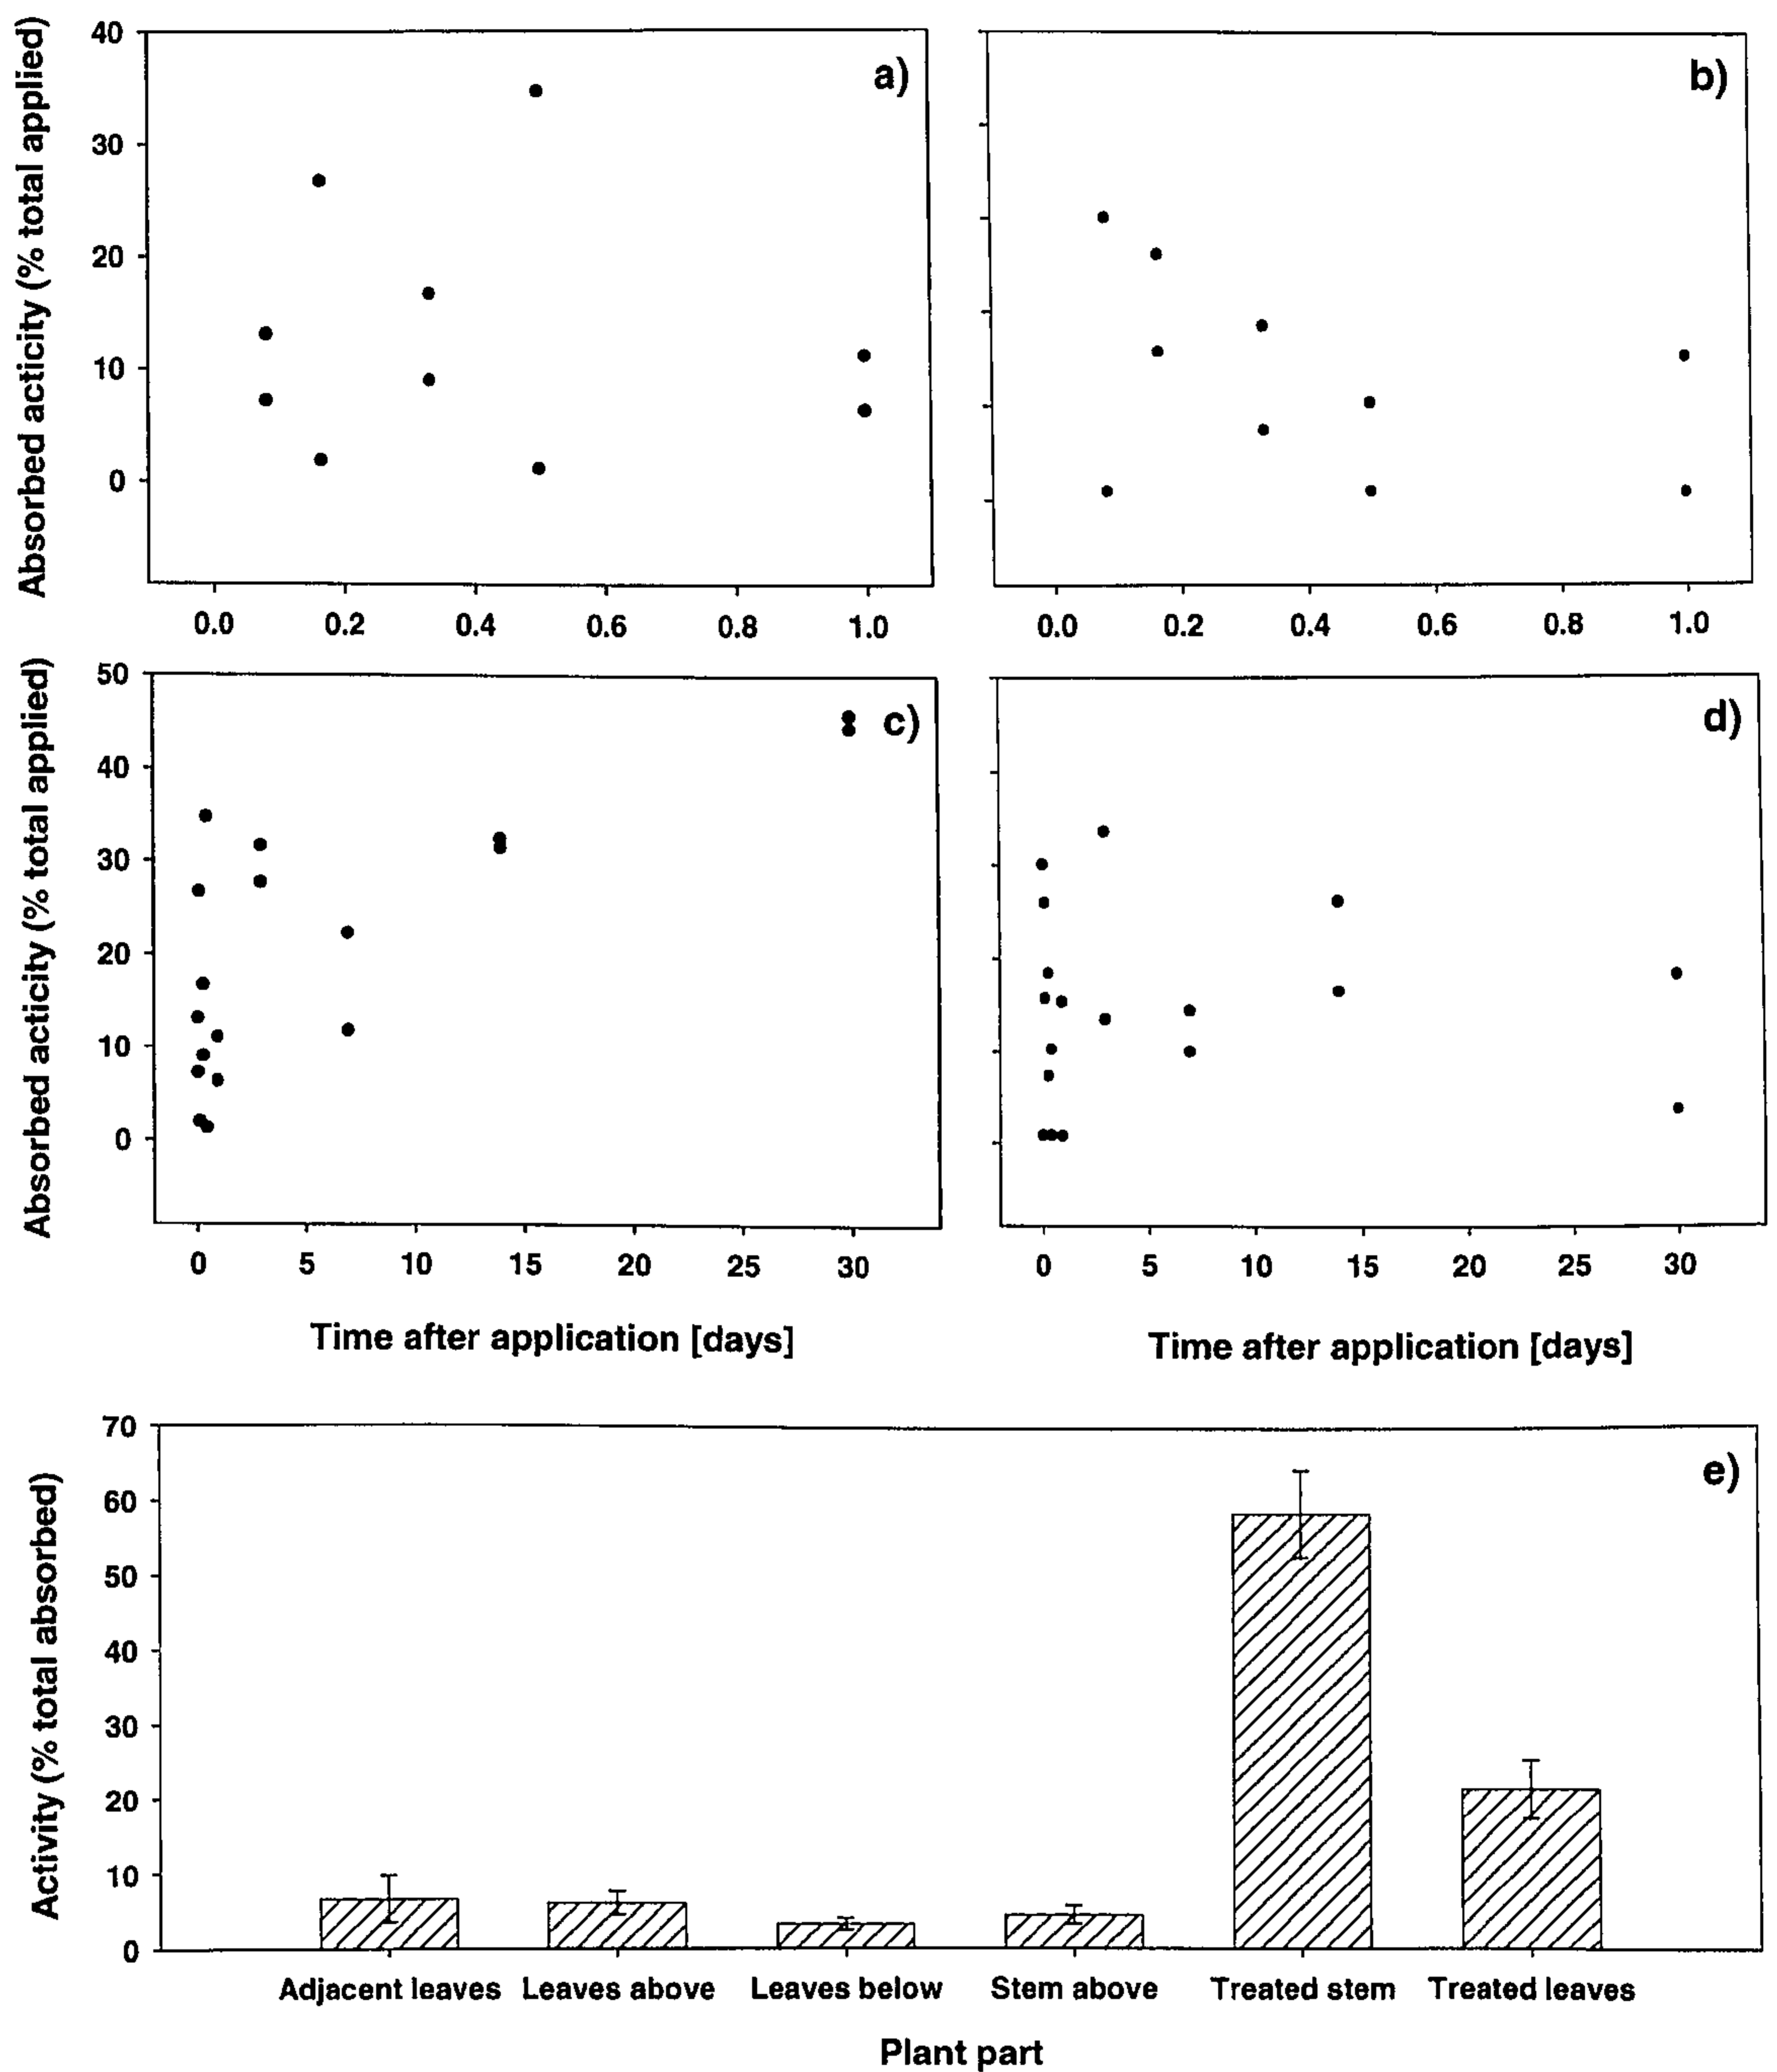 Absorbed acticity (% total applied)
40
30
20
10
0
a)
0.0 0.2 0.4 0.6 0.8 1.0
b)
0.0 0.2 0.4 0.6 0.8 1.0
Absorbed acticity (% total applied)
50
40
30
20
10
0
c)
0 5 10 15 20 25 30
Time after application [days]
d)
0 5 10 15 20 25 30
Time after application [days]
Activity (% total absorbed)
70
60
50
40
30
20
10
0
e)
Adjacent leaves Leaves above Leaves below Stem above Treated stem Treated leaves
Plant part